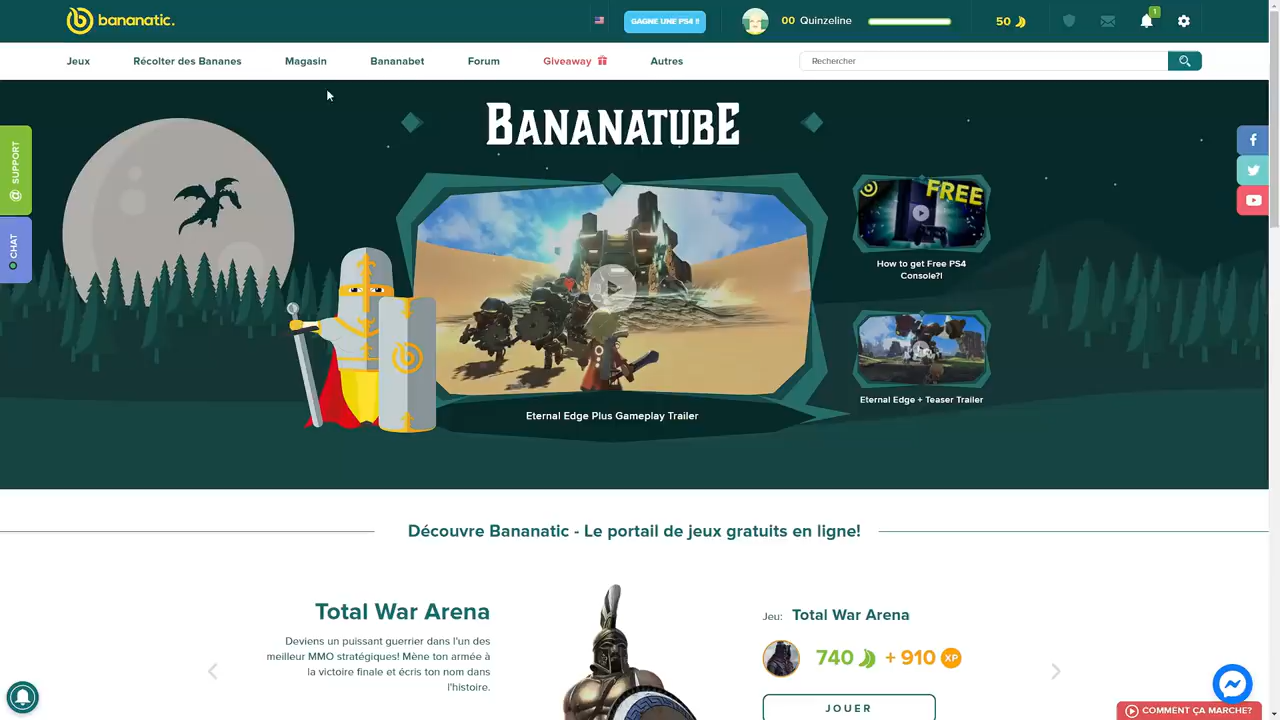 bananatic.
GAGNE UNE PS4 !!
00 Quinzeline
50
1
Jeux
Récolter des Bananes
Magasin
Bananabet
Forum
Giveaway
Autres
Rechercher
BANANATUBE
@ SUPPORT
CHAT
FREE
How to get Free PS4
Console?!
Eternal Edge Plus Gameplay Trailer
Eternal Edge + Teaser Trailer
Découvre Bananatic - Le portail de jeux gratuits en ligne!
Total War Arena
Deviens un puissant guerrier dans l'un des
meilleur MMO stratégiques! Mène ton armée à
la victoire finale et écris ton nom dans
l'histoire.
Jeu: Total War Arena
740 + 910 XP
JOUER
COMMENT ÇA MARCHE?